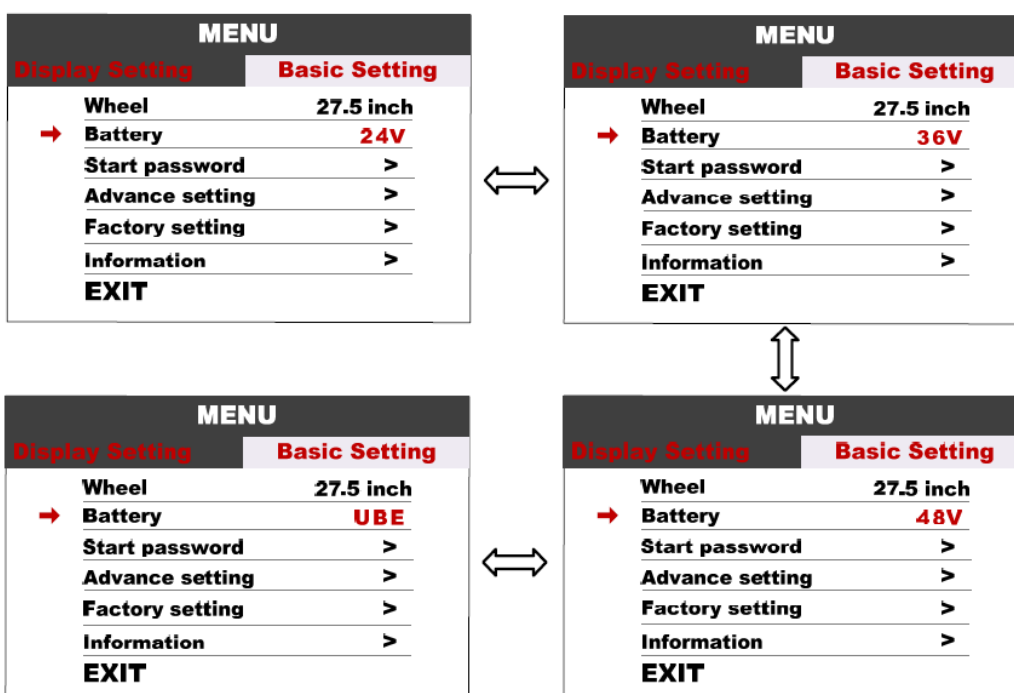 MENU
Display Setting Basic Setting
Wheel 27.5 inch
Battery 24V
Start password >
Advance setting >
Factory setting >
Information >
EXIT
MENU
Display Setting Basic Setting
Wheel 27.5 inch
Battery 36V
Start password >
Advance setting >
Factory setting >
Information >
EXIT
MENU
Display Setting Basic Setting
Wheel 27.5 inch
Battery UBE
Start password >
Advance setting >
Factory setting >
Information >
EXIT
MENU
Display Setting Basic Setting
Wheel 27.5 inch
Battery 48V
Start password >
Advance setting >
Factory setting >
Information >
EXIT